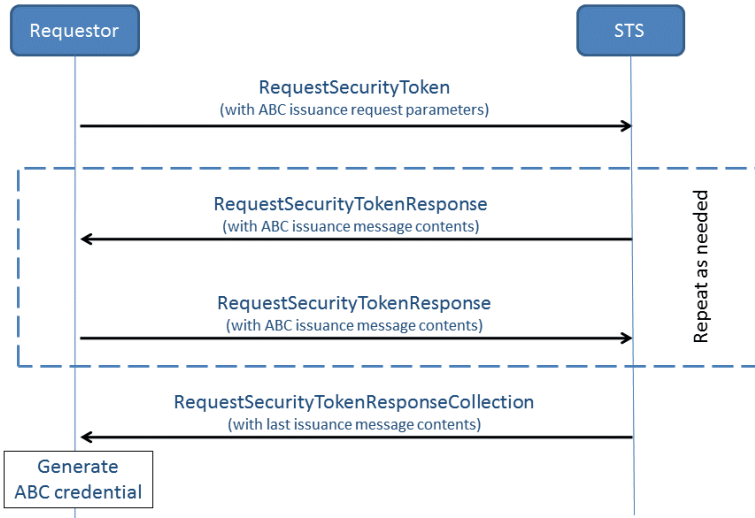 Requestor
STS
RequestSecurityToken
(with ABC issuance request parameters)
RequestSecurityTokenResponse
(with ABC issuance message contents)
RequestSecurityTokenResponse
(with ABC issuance message contents)
Repeat as needed
RequestSecurityTokenResponseCollection
(with last issuance message contents)
Generate
ABC credential